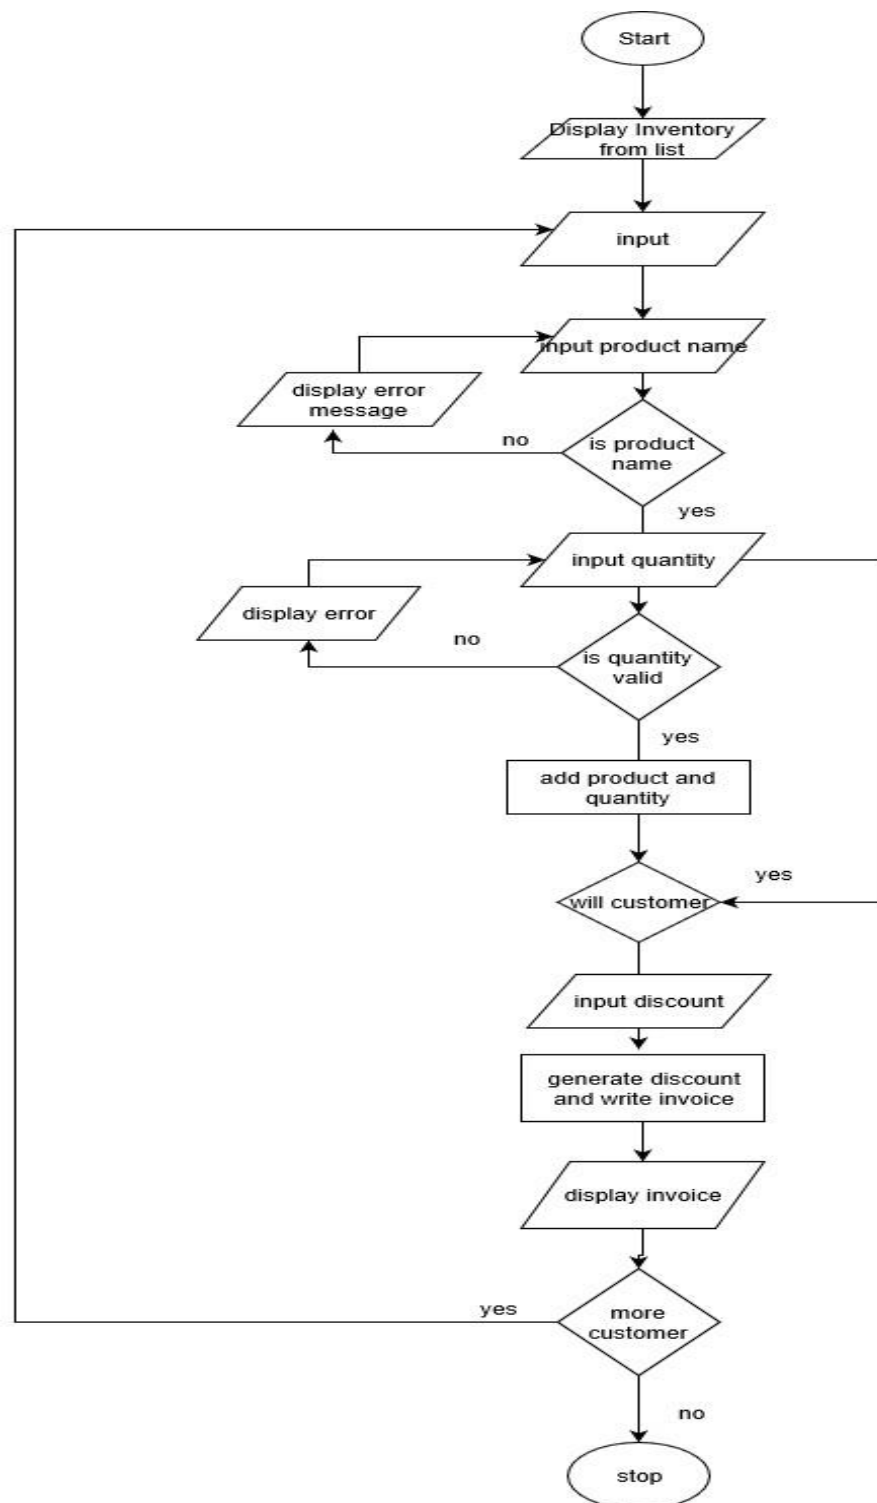 Start
Display Inventory
from list
input
input product name
display error
message
no
is product
name
yes
input quantity
display error
no
is quantity
valid
yes
add product and
quantity
yes
will customer
input discount
generate discount
and write invoice
display invoice
yes
more
customer
no
stop